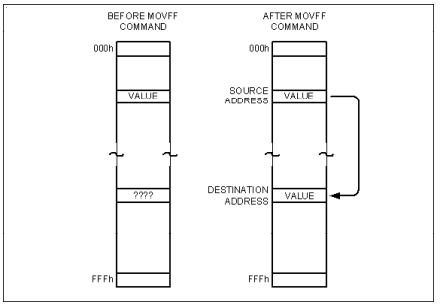 BEFORE MOVFF
COMMAND
AFTER MOVFF
COMMAND
000h
000h
VALUE
SOURCE
ADDRESS
VALUE
????
DESTINATION
ADDRESS
VALUE
FFFh
FFFh